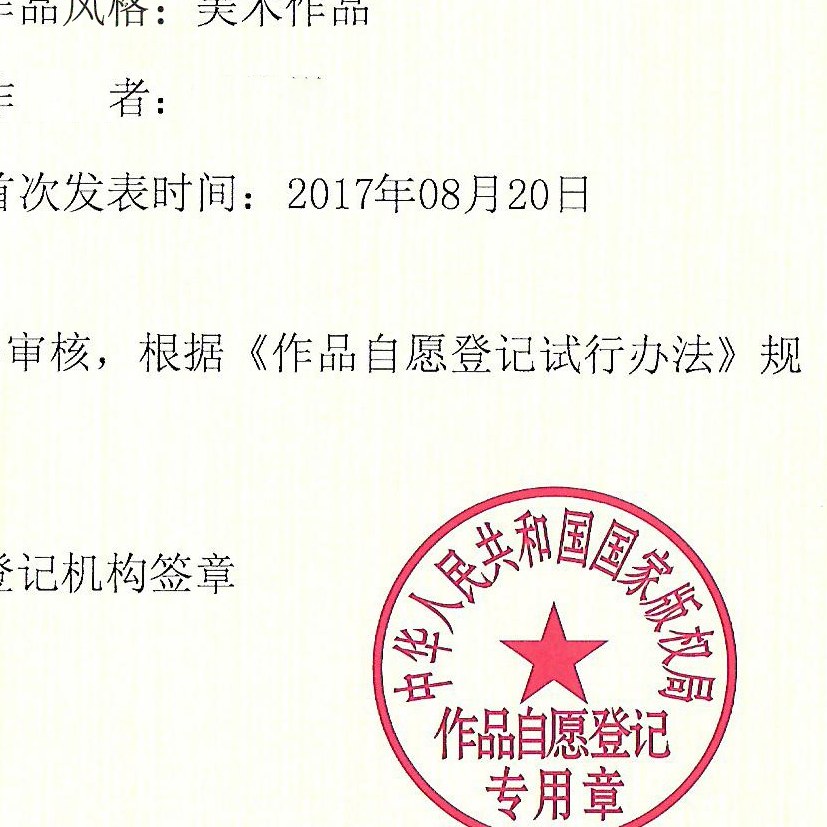 作品风格：美术作品
作 者：
首次发表时间：2017年08月20日
审核，根据《作品自愿登记试行办法》规
登记机构签章
中华人民共和国国家版权局
作品自愿登记
专用章